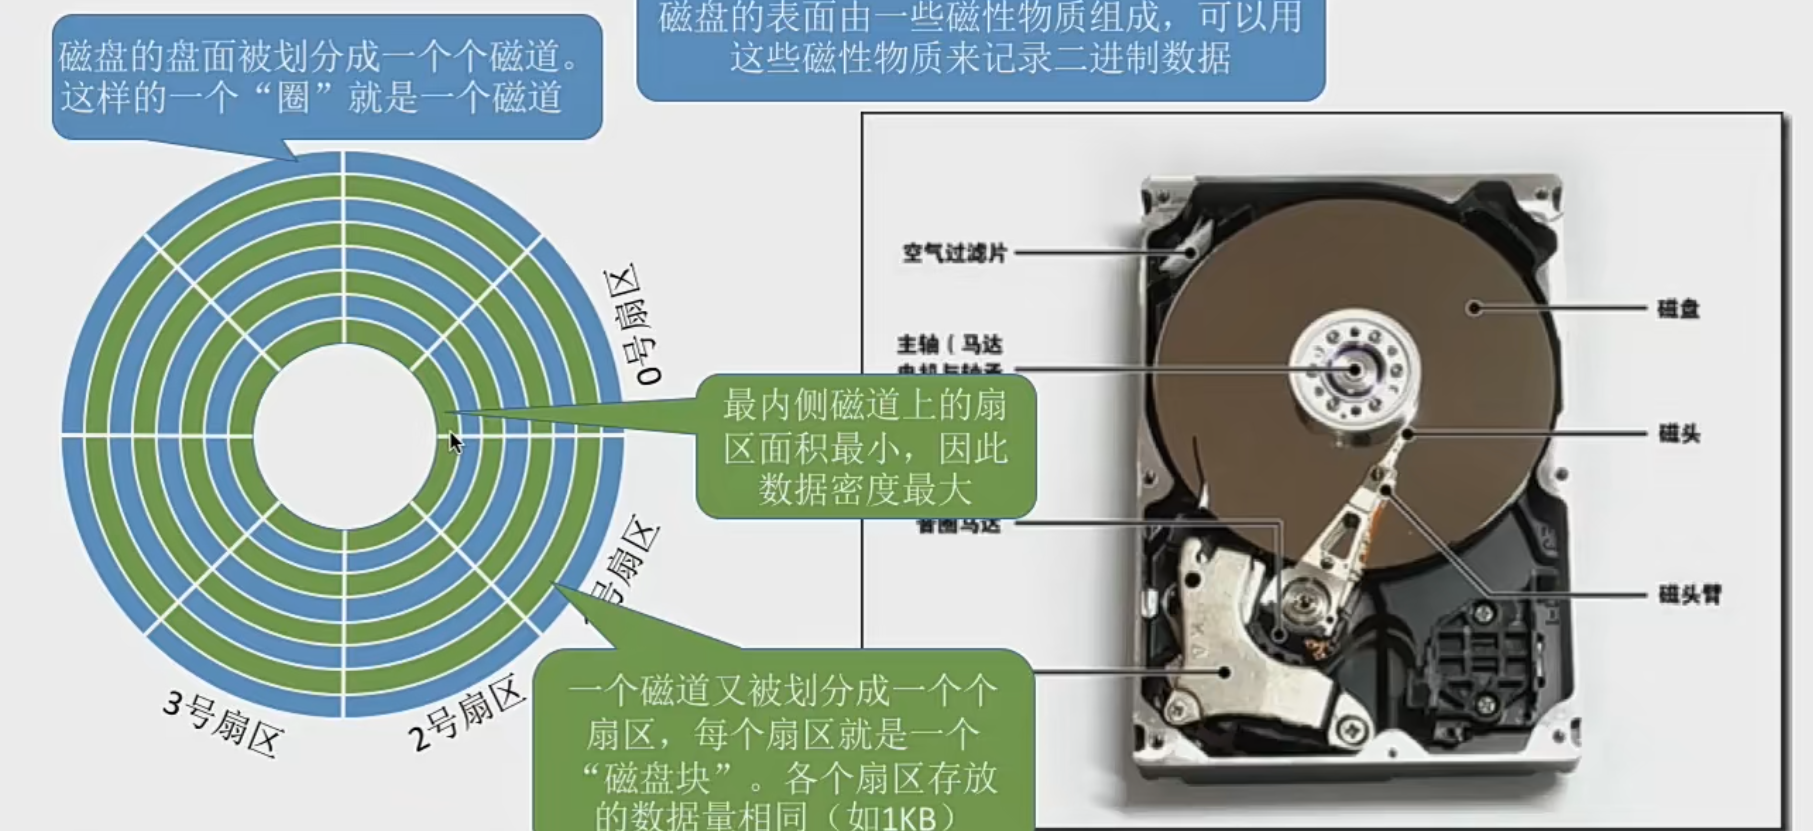 磁盘的表面由一些磁性物质组成，可以用
这些磁性物质来记录二进制数据
磁盘的盘面被划分成一个个磁道。
这样的一个“圈”就是一个磁道
0号扇区
号扇区
2号扇区
3号扇区
最内侧磁道上的扇
区面积最小，因此
数据密度最大
一个磁道又被划分成一个个
扇区，每个扇区就是一个
“磁盘块”。各个扇区存放
的数据量相同（如1KB）
空气过滤片
主轴（马达
电机与轴承
音圈马达
磁盘
磁头
磁头臂